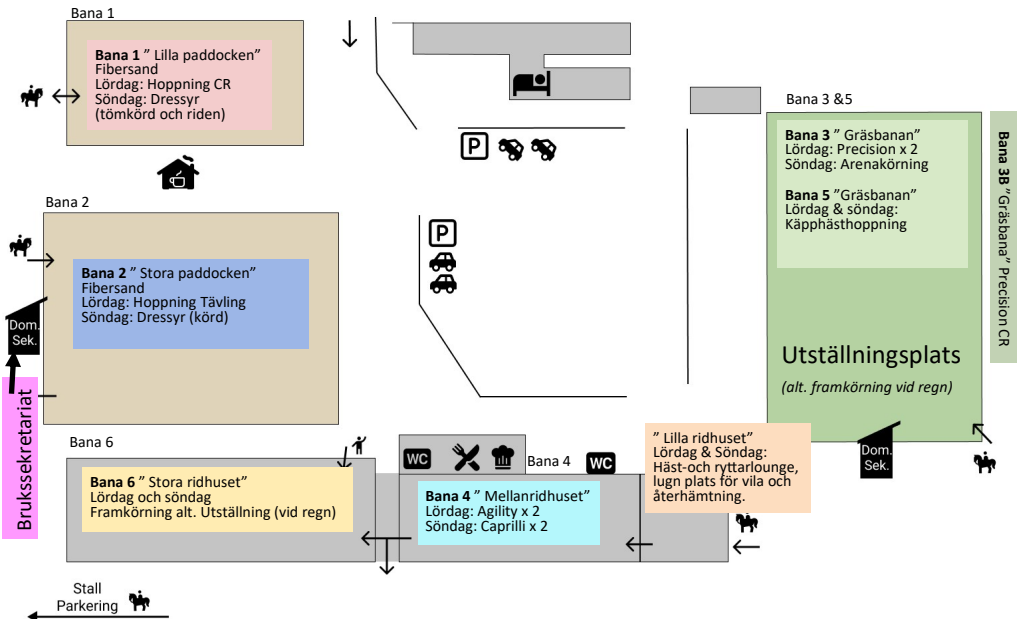 Bana 1
Bana 1 ” Lilla paddocken”
Fibersand
Lördag: Hoppning CR
Söndag: Dressyr
(tömkörd och riden)
P
Bana 3 &5
Bana 3 ” Gräsbanan”
Lördag: Precision x 2
Söndag: Arenakörning
Bana 5 ”Gräsbanan”
Lördag & söndag:
Käpphästhoppning
Bana 3B ”Gräsbana” Precision CR
Utställningsplats
(alt. framkörning vid regn)
Dom.
Sek.
Bana 2
Bana 2 ” Stora paddocken”
Fibersand
Lördag: Hoppning Tävling
Söndag: Dressyr (körd)
P
Dom.
Sek.
Brukssekretariat
Bana 6
Bana 6 ” Stora ridhuset”
Lördag och söndag
Framkörning alt. Utställning (vid regn)
WC
Bana 4
WC
Bana 4 ” Mellanridhuset”
Lördag: Agility x 2
Söndag: Caprilli x 2
” Lilla ridhuset”
Lördag & Söndag:
Häst-och ryttarlounge,
lugn plats för vila och
återhämtning.
Stall
Parkering